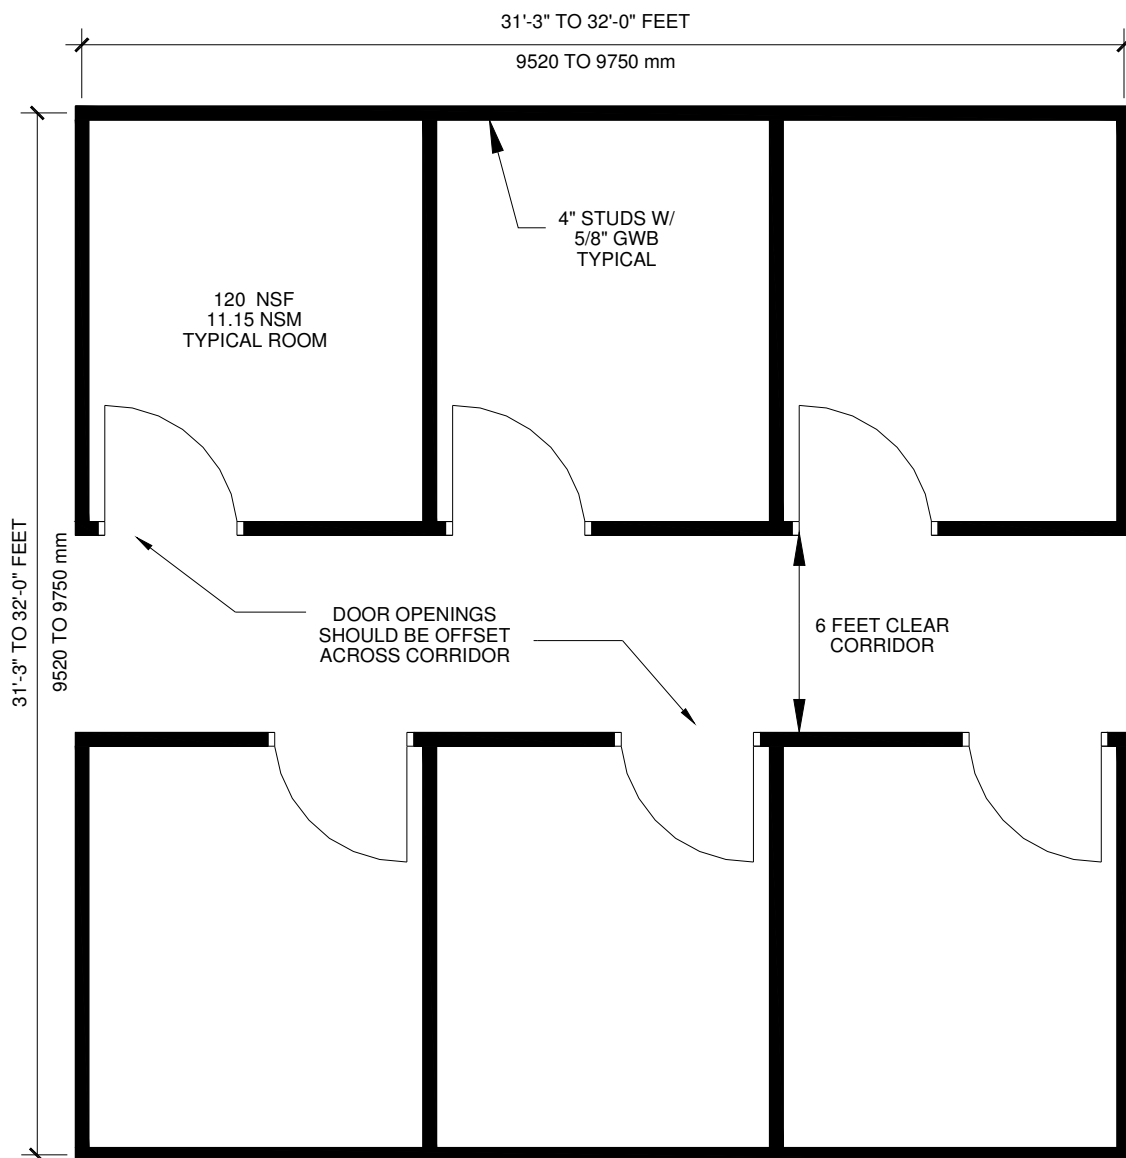 31'-3" TO 32'-0" FEET
9520 TO 9750 mm
4" STUDS W/
5/8" GWB
TYPICAL
120 NSF
11.15 NSM
TYPICAL ROOM
31'-3" TO 32'-0" FEET
9520 TO 9750 mm
DOOR OPENINGS
SHOULD BE OFFSET
ACROSS CORRIDOR
6 FEET CLEAR
CORRIDOR